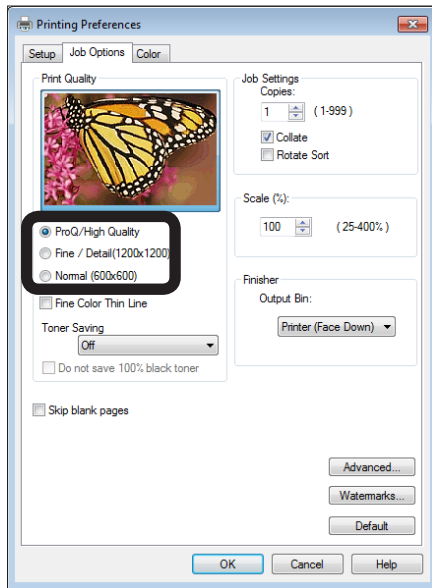 Printing Preferences
Setup
Job Options
Color
Print Quality
ProQ/High Quality
Fine / Detail(1200x1200)
Normal (600x600)
Fine Color Thin Line
Toner Saving
Off
Do not save 100% black toner
Skip blank pages
Job Settings
Copies:
1
( 1-999 )
Collate
Rotate Sort
Scale (%):
100
( 25-400% )
Finisher
Output Bin:
Printer (Face Down)
Advanced...
Watermarks...
Default
OK
Cancel
Help